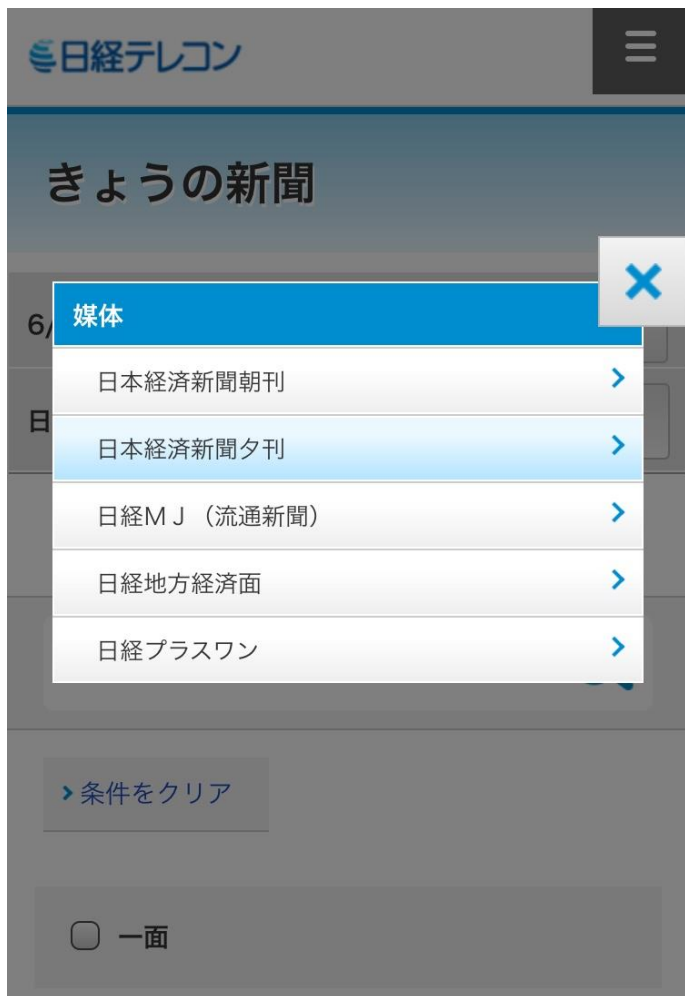 日経テレコン
きょうの新聞
6/
媒体
日本経済新聞朝刊
日
日本経済新聞夕刊
日経MJ（流通新聞）
日経地方経済面
日経プラスワン
条件をクリア
一面